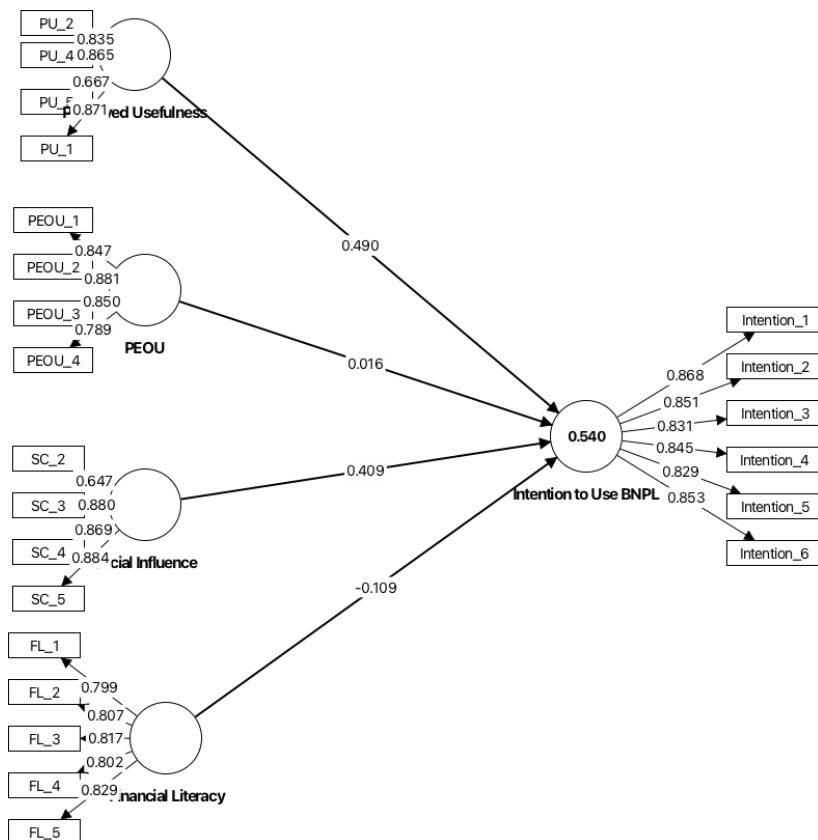 PU_2
0.835
PU_4
0.865
0.667
0.871
Usefulness
PU_1
0.490
PEOU_1
0.847
PEOU_2
0.881
PEOU_3
0.850
0.789
PEOU_4
PEOU
0.016
SC_2
0.647
SC_3
0.880
0.869
SC_4
0.884
Influence
SC_5
0.409
FL_1
0.799
FL_2
0.807
FL_3
0.817
0.802
FL_4
0.829
Literacy
FL_5
-0.109
0.540
Intention to Use BNPL
Intention_1
0.868
Intention_2
0.851
Intention_3
0.831
0.845
Intention_4
0.829
Intention_5
0.853
Intention_6